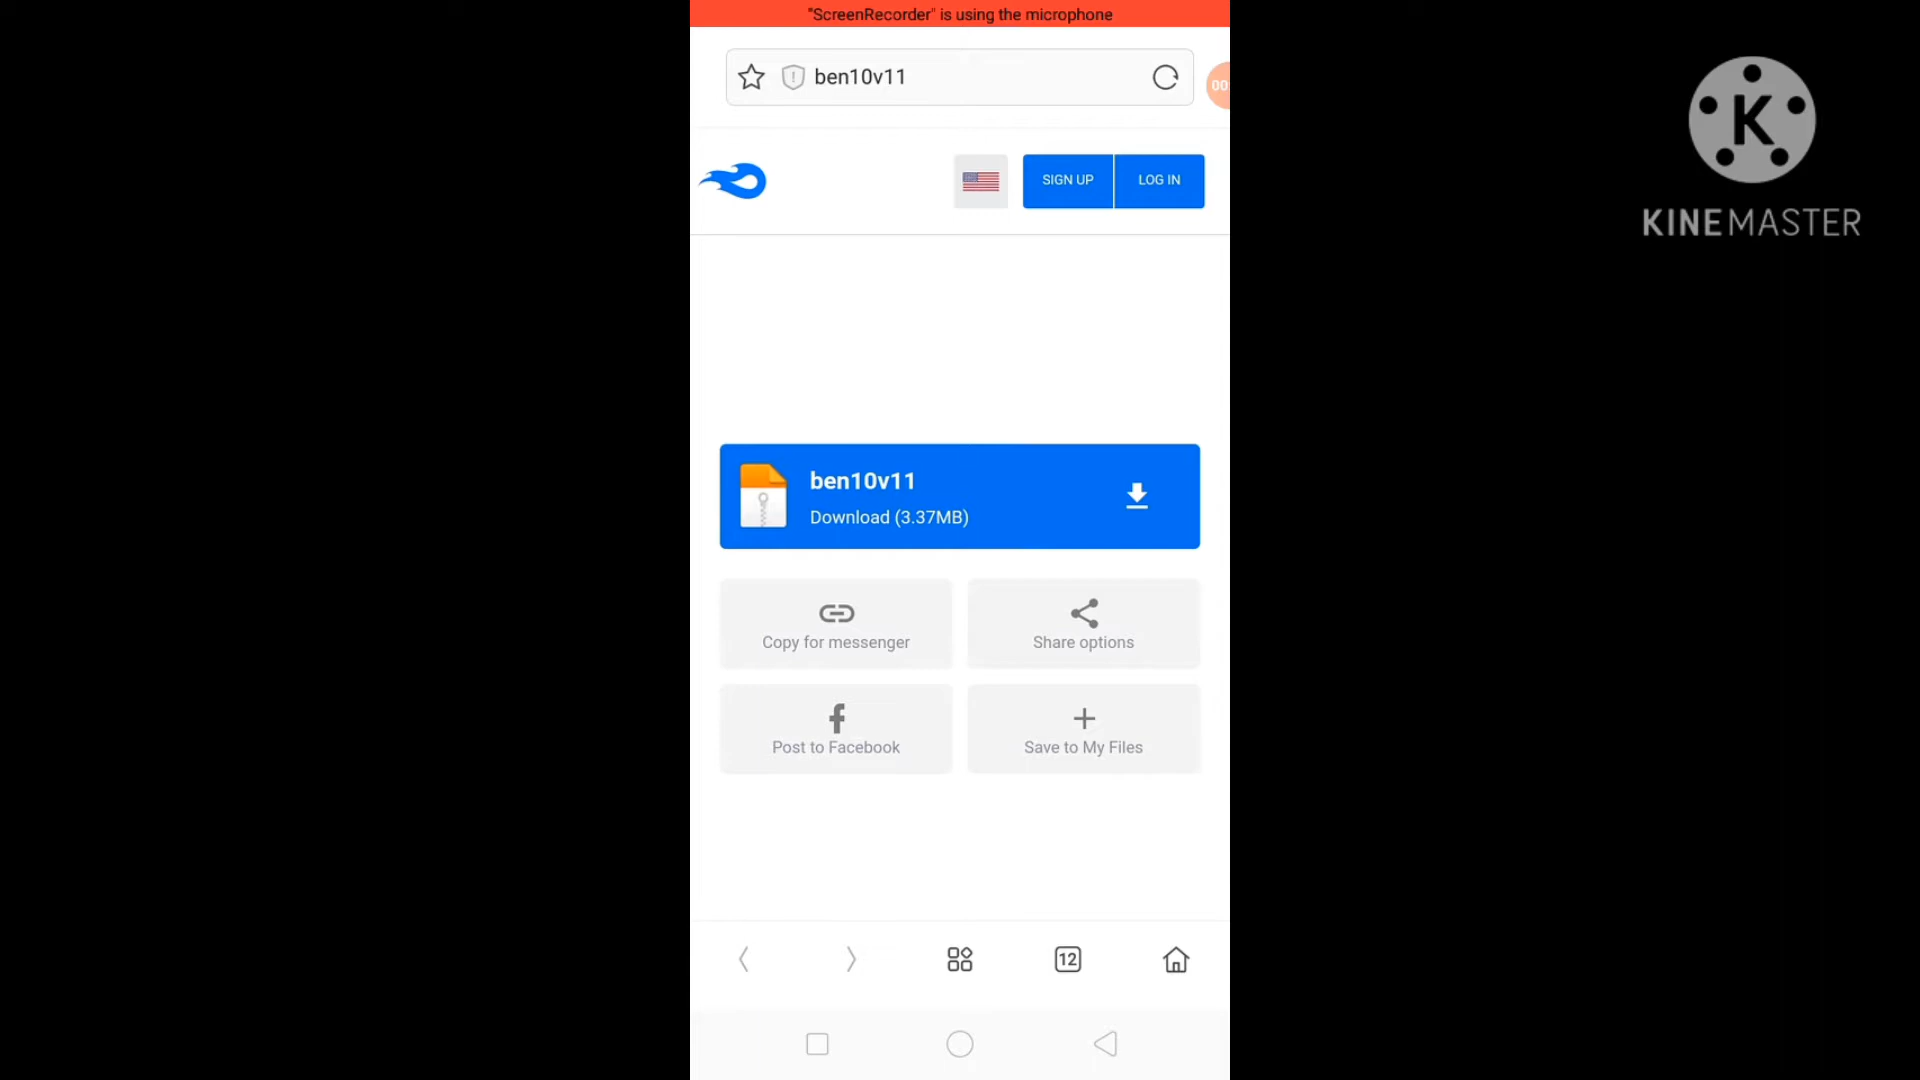 "ScreenRecorder" is using the microphone
ben10v11
00
SIGN UP
LOG IN
ben10v11
Download (3.37MB)
Copy for messenger
Share options
Post to Facebook
Save to My Files
12
K
KINEMASTER